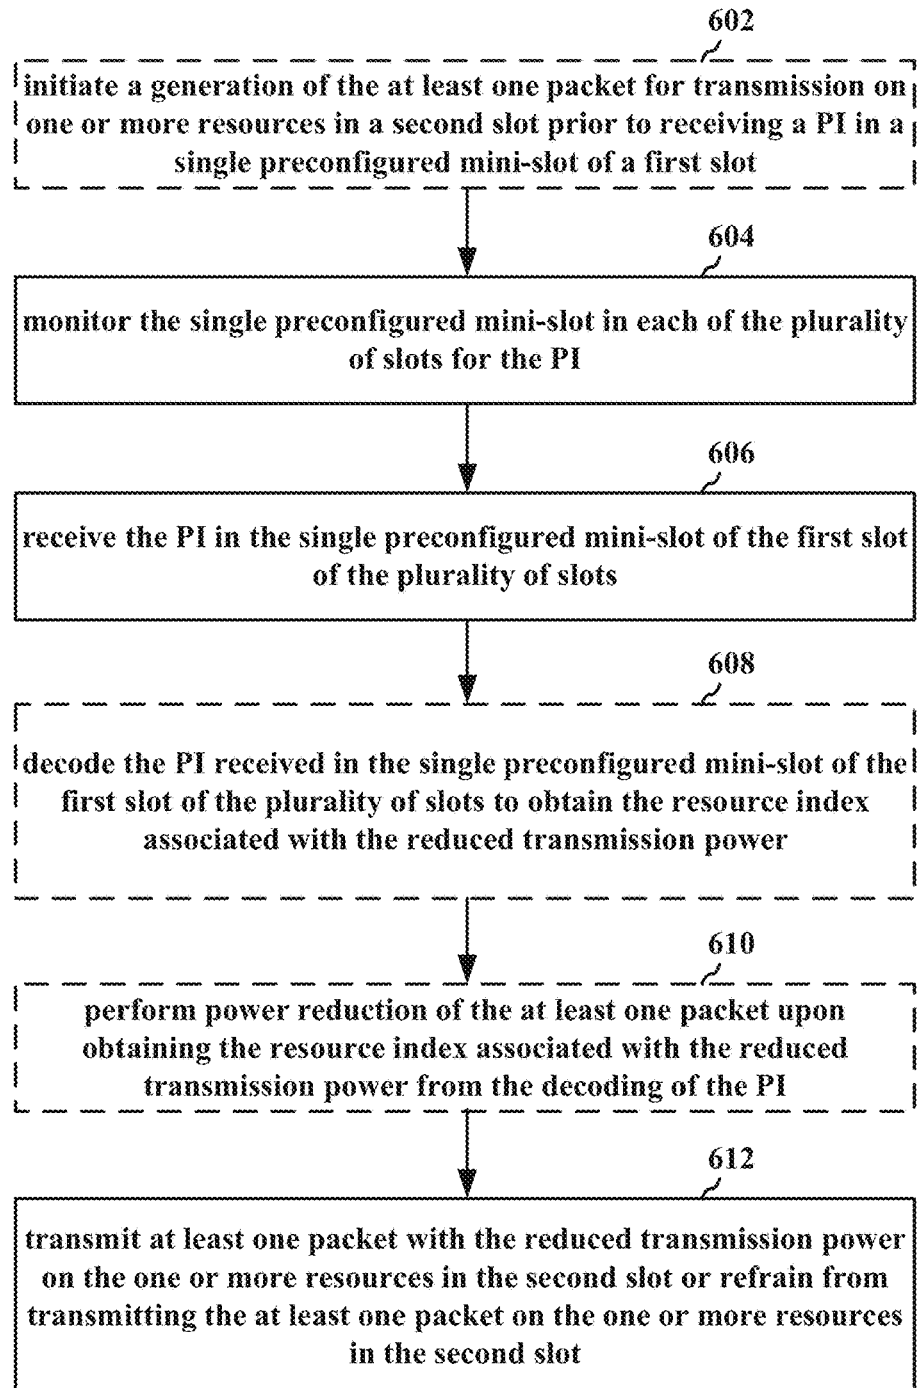 602
initiate a generation of the at least one packet for transmission on
one or more resources in a second slot prior to receiving a PI in a
single preconfigured mini-slot of a first slot
604
monitor the single preconfigured mini-slot in each of the plurality
of slots for the PI
606
receive the PI in the single preconfigured mini-slot of the first slot
of the plurality of slots
608
decode the PI received in the single preconfigured mini-slot of the
first slot of the plurality of slots to obtain the resource index
associated with the reduced transmission power
610
perform power reduction of the at least one packet upon
obtaining the resource index associated with the reduced
transmission power from the decoding of the PI
612
transmit at least one packet with the reduced transmission power
on the one or more resources in the second slot or refrain from
transmitting the at least one packet on the one or more resources
in the second slot